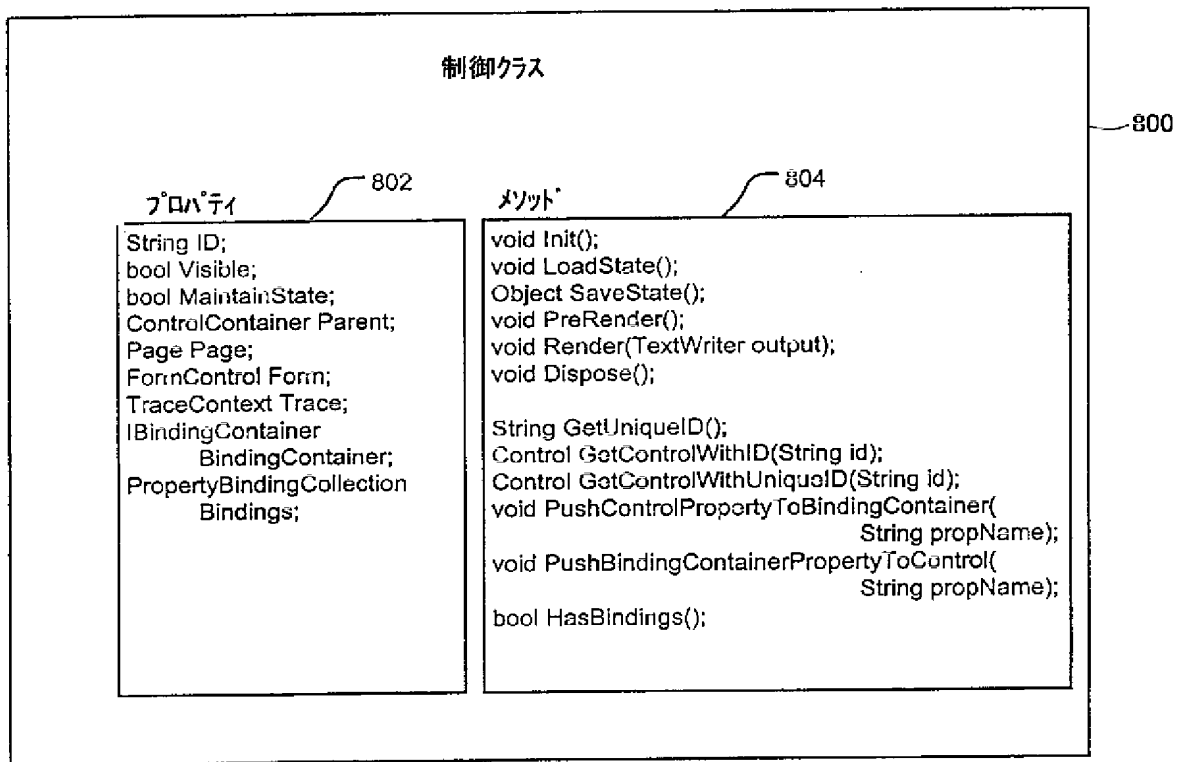 制御クラス
800
プロパティ
802
String ID;
bool Visible;
bool MaintainState;
ControlContainer Parent;
Page Page;
FormControl Form;
TraceContext Trace;
IBindingContainer
BindingContainer;
PropertyBindingCollection
Bindings;
メソッド
804
void Init();
void LoadState();
Object SaveState();
void PreRender();
void Render(TextWriter output);
void Dispose();
String GetUniqueID();
Control GetControlWithID(String id);
Control GetControlWithUniqueID(String id);
void PushControlPropertyToBindingContainer(
String propName);
void PushBindingContainerPropertyToControl(
String propName);
bool HasBindings();